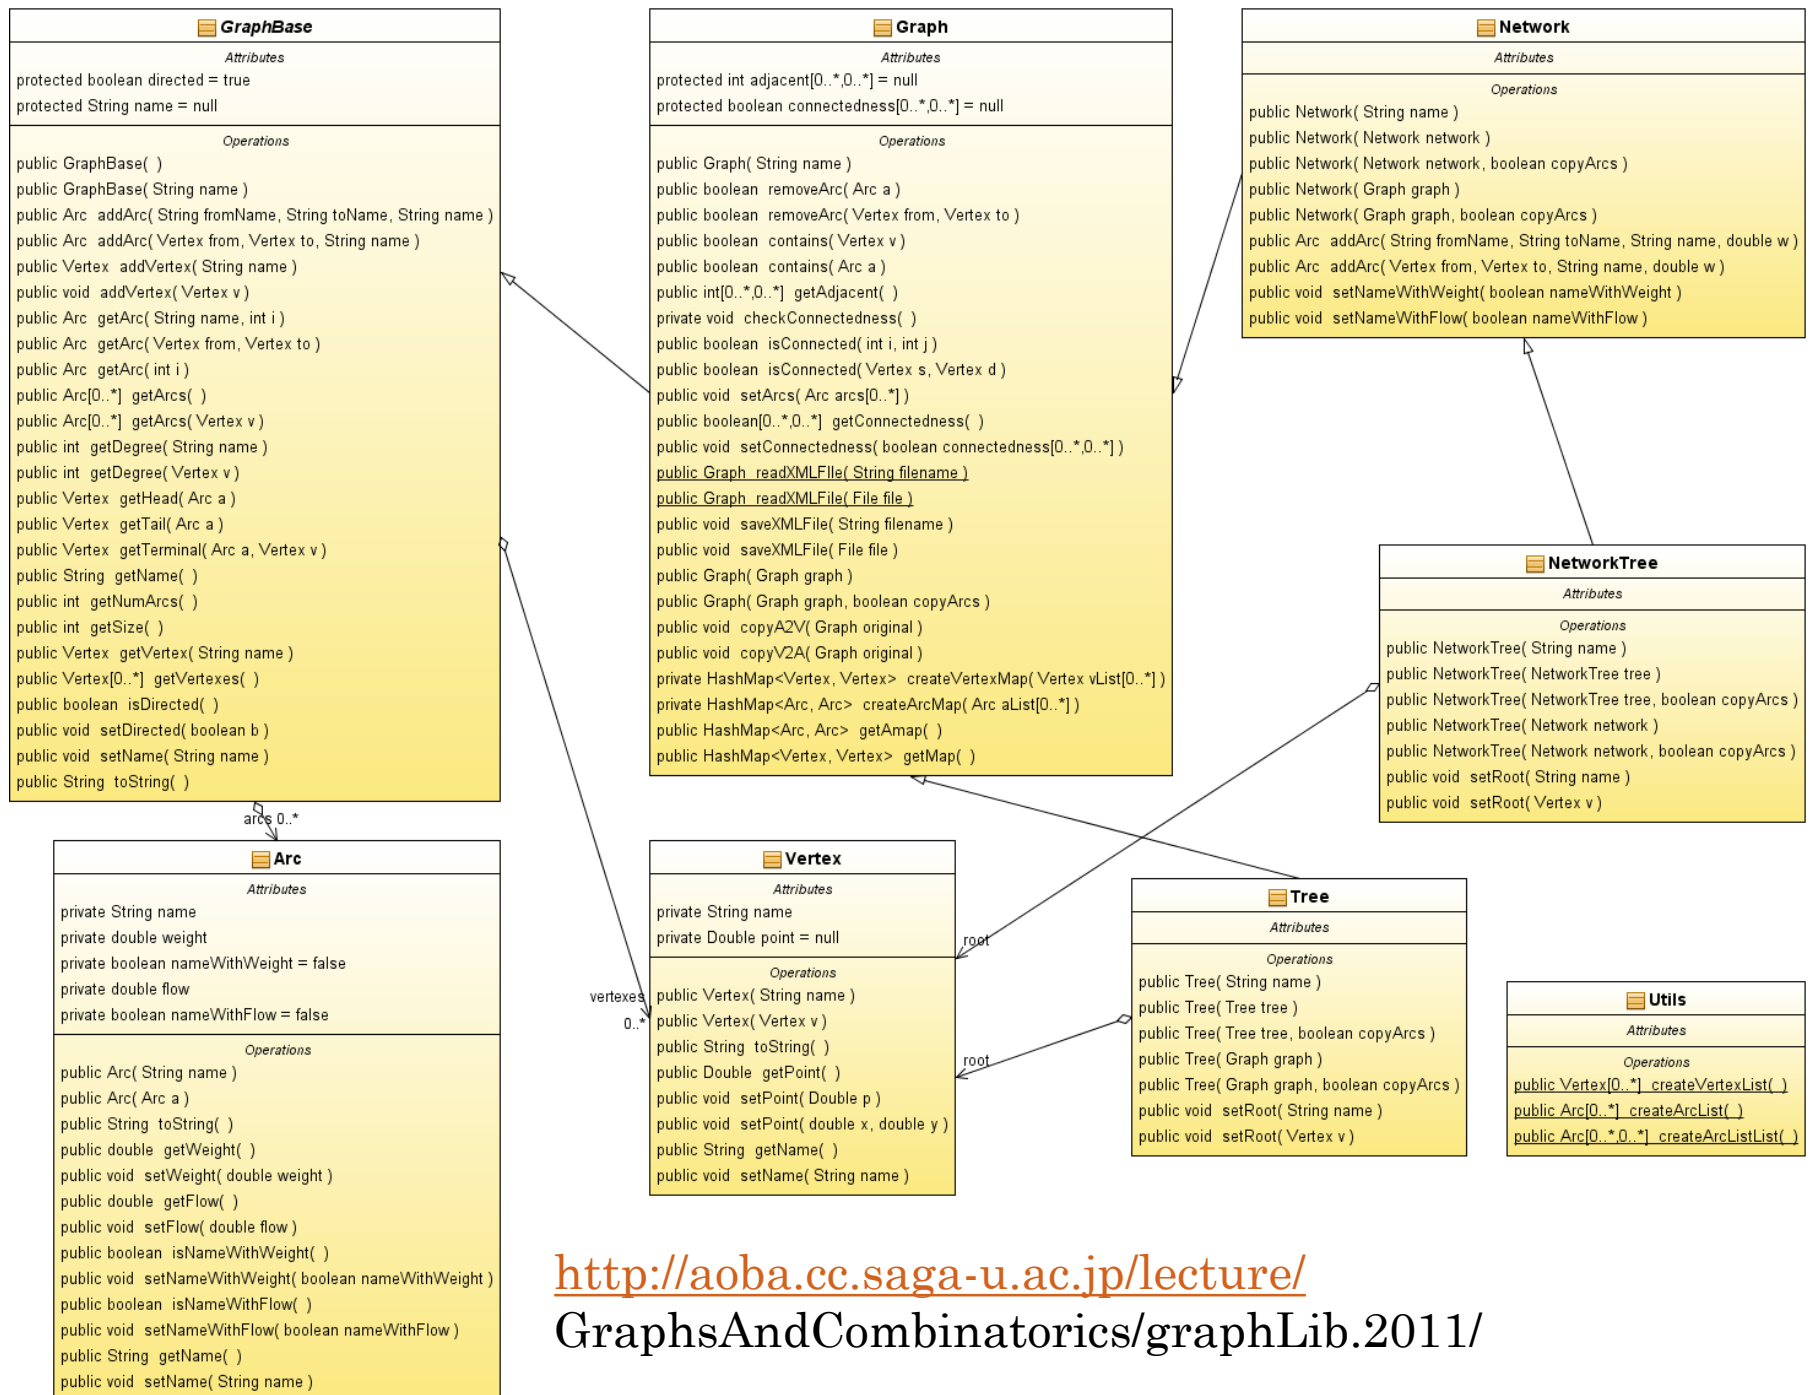 GraphBase
Attributes
protected boolean directed = true
protected String name = null
Operations
public GraphBase( )
public GraphBase( String name )
public Arc addArc( String fromName, String toName, String name )
public Arc addArc( Vertex from, Vertex to, String name )
public Vertex addVertex( String name )
public void addVertex( Vertex v )
public Arc getArc( String name, int i )
public Arc getArc( Vertex from, Vertex to )
public Arc getArc( int i )
public Arc[0..*] getArcs( )
public Arc[0..*] getArcs( Vertex v )
public int getDegree( String name )
public int getDegree( Vertex v )
public Vertex getHead( Arc a )
public Vertex getTail( Arc a )
public Vertex getTerminal( Arc a, Vertex v )
public String getName( )
public int getNumArcs( )
public int getSize( )
public Vertex getVertex( String name )
public Vertex[0..*] getVertexes( )
public boolean isDirected( )
public void setDirected( boolean b )
public void setName( String name )
public String toString( )
Graph
Attributes
protected int adjacent[0..*,0..*] = null
protected boolean connectedness[0..*,0..*] = null
Operations
public Graph( String name )
public boolean removeArc( Arc a )
public boolean removeArc( Vertex from, Vertex to )
public boolean contains( Vertex v )
public boolean contains( Arc a )
public int[0..*,0..*] getAdjacent( )
private void checkConnectedness( )
public boolean isConnected( int i, int j )
public boolean isConnected( Vertex s, Vertex d )
public void setArcs( Arc arcs[0..*] )
public boolean[0..*,0..*] getConnectedness( )
public void setConnectedness( boolean connectedness[0..*,0..*] )
public Graph readXMLFIle( String filename )
public Graph readXMLFile( File file )
public void saveXMLFile( String filename )
public void saveXMLFile( File file )
public Graph( Graph graph )
public Graph( Graph graph, boolean copyArcs )
public void copyA2V( Graph original )
public void copyV2A( Graph original )
private HashMap<Vertex, Vertex> createVertexMap( Vertex vList[0..*] )
private HashMap<Arc, Arc> createArcMap( Arc aList[0..*] )
public HashMap<Arc, Arc> getAmap( )
public HashMap<Vertex, Vertex> getMap( )
Network
Attributes
Operations
public Network( String name )
public Network( Network network )
public Network( Network network, boolean copyArcs )
public Network( Graph graph )
public Network( Graph graph, boolean copyArcs )
public Arc addArc( String fromName, String toName, String name, double w )
public Arc addArc( Vertex from, Vertex to, String name, double w )
public void setNameWithWeight( boolean nameWithWeight )
public void setNameWithFlow( boolean nameWithFlow )
NetworkTree
Attributes
Operations
public NetworkTree( String name )
public NetworkTree( NetworkTree tree )
public NetworkTree( NetworkTree tree, boolean copyArcs )
public NetworkTree( Network network )
public NetworkTree( Network network, boolean copyArcs )
public void setRoot( String name )
public void setRoot( Vertex v )
arcs 0..*
Arc
Attributes
private String name
private double weight
private boolean nameWithWeight = false
private double flow
private boolean nameWithFlow = false
Operations
public Arc( String name )
public Arc( Arc a )
public String toString( )
public double getWeight( )
public void setWeight( double weight )
public double getFlow( )
public void setFlow( double flow )
public boolean isNameWithWeight( )
public void setNameWithWeight( boolean nameWithWeight )
public boolean isNameWithFlow( )
public void setNameWithFlow( boolean nameWithFlow )
public String getName( )
public void setName( String name )
vertexes
0..*
Vertex
Attributes
private String name
private Double point = null
Operations
public Vertex( String name )
public Vertex( Vertex v )
public String toString( )
public Double getPoint( )
public void setPoint( Double p )
public void setPoint( double x, double y )
public String getName( )
public void setName( String name )
root
root
Tree
Attributes
Operations
public Tree( String name )
public Tree( Tree tree )
public Tree( Tree tree, boolean copyArcs )
public Tree( Graph graph )
public Tree( Graph graph, boolean copyArcs )
public void setRoot( String name )
public void setRoot( Vertex v )
Utils
Attributes
Operations
public Vertex[0..*] createVertexList( )
public Arc[0..*] createArcList( )
public Arc[0..*,0..*] createArcListList( )
http://aoba.cc.saga-u.ac.jp/lecture/
GraphsAndCombinatorics/graphLib.2011/